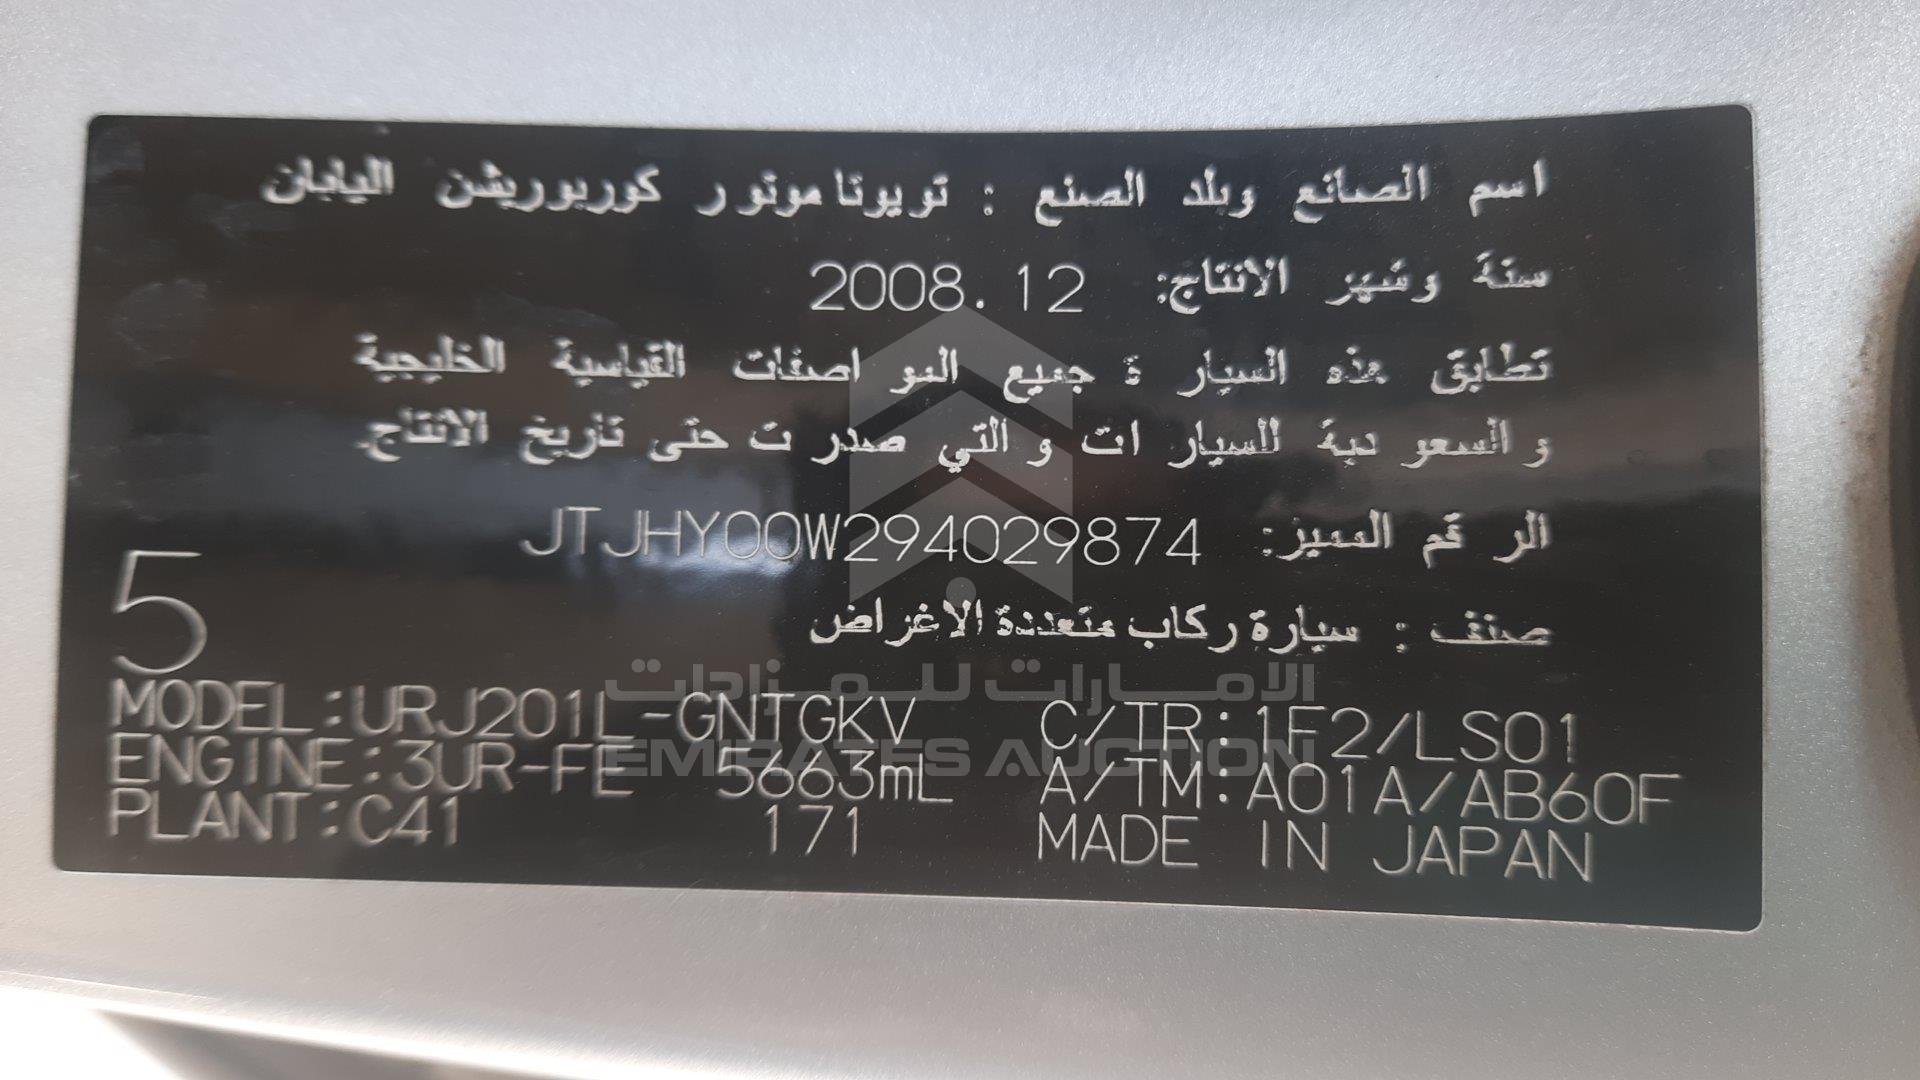 اسم الصانع وبلد الصنع : تويوتا موتور كوربوريشن اليابان
سنة وشهر الانتاج: 2008.12
تطابق هذه السيارة جميع المواصفات القياسية الخليجية
والسعودية للسيارات والتي صدرت حتى تاريخ الانتاج.
الرقم المميز: JTJHY00W294029874
صنف : سيارة ركاب متعددة الاغراض
5
MODEL:URJ201L-GNTGKV C/TR:1F2/LS01
ENGINE:3UR-FE 5663mL A/TM:A01A/AB60F
PLANT:C41 171 MADE IN JAPAN
الإمارات للمزادات
EMIRATES AUCTION